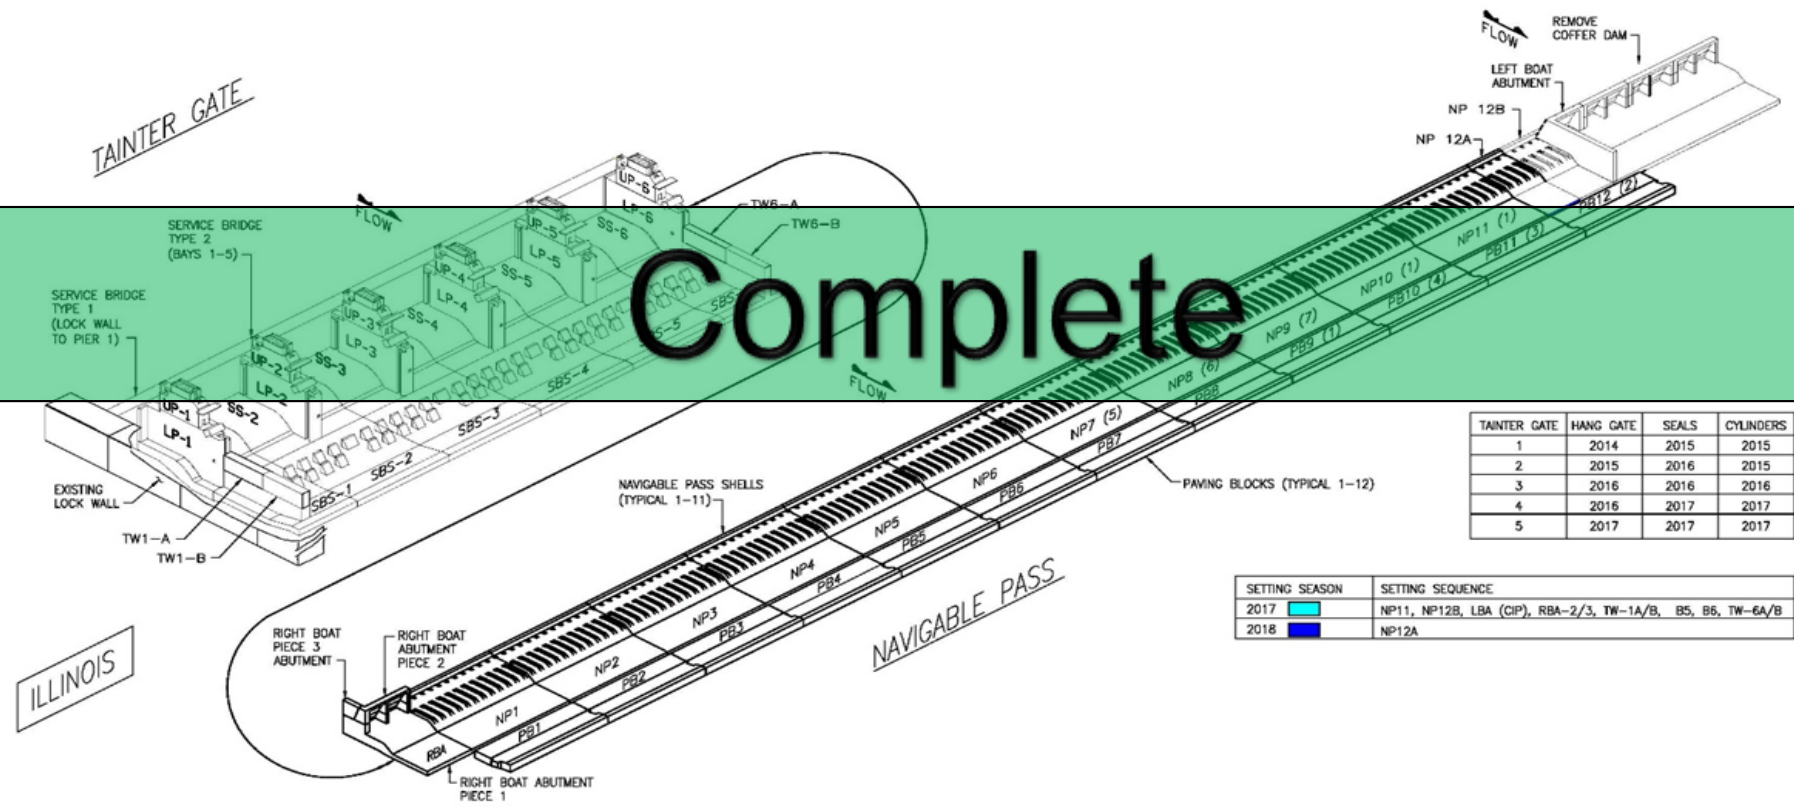 TAINTER GATE
FLOW
REMOVE
COFFER DAM
LEFT BOAT
ABUTMENT
NP 12B
NP 12A
FLOW
SERVICE BRIDGE
TYPE 2
(BAYS 1-5)
SERVICE BRIDGE
TYPE 1
(LOCK WALL
TO PIER 1)
UP-6
LP-6
SS-6
UP-5
LP-5
SS-5
UP-4
LP-4
SS-4
UP-3
LP-3
SS-3
UP-2
LP-2
SS-2
UP-1
LP-1
TW6-A
TW6-B
SBS-4
SBS-3
SBS-2
SBS-1
EXISTING
LOCK WALL
TW1-A
TW1-B
Complete
FLOW
PB12 (2)
NP11 (1)
PB11 (3)
NP10 (1)
PB10 (4)
NP9 (7)
PB9 (1)
NP8 (6)
PB8
NP7 (5)
PB7
NP6
PB6
NP5
PB5
NP4
PB4
NP3
PB3
NP2
PB2
NP1
PB1
RBA
NAVIGABLE PASS SHELLS
(TYPICAL 1-11)
PAVING BLOCKS (TYPICAL 1-12)
NAVIGABLE PASS
RIGHT BOAT
PIECE 3
ABUTMENT
RIGHT BOAT
ABUTMENT
PIECE 2
RIGHT BOAT ABUTMENT
PIECE 1
ILLINOIS
TAINTER GATE HANG GATE SEALS CYLINDERS
1 2014 2015 2015
2 2015 2016 2015
3 2016 2016 2016
4 2016 2017 2017
5 2017 2017 2017
SETTING SEASON SETTING SEQUENCE
2017 NP11, NP12B, LBA (CIP), RBA-2/3, TW-1A/B, B5, B6, TW-6A/B
2018 NP12A